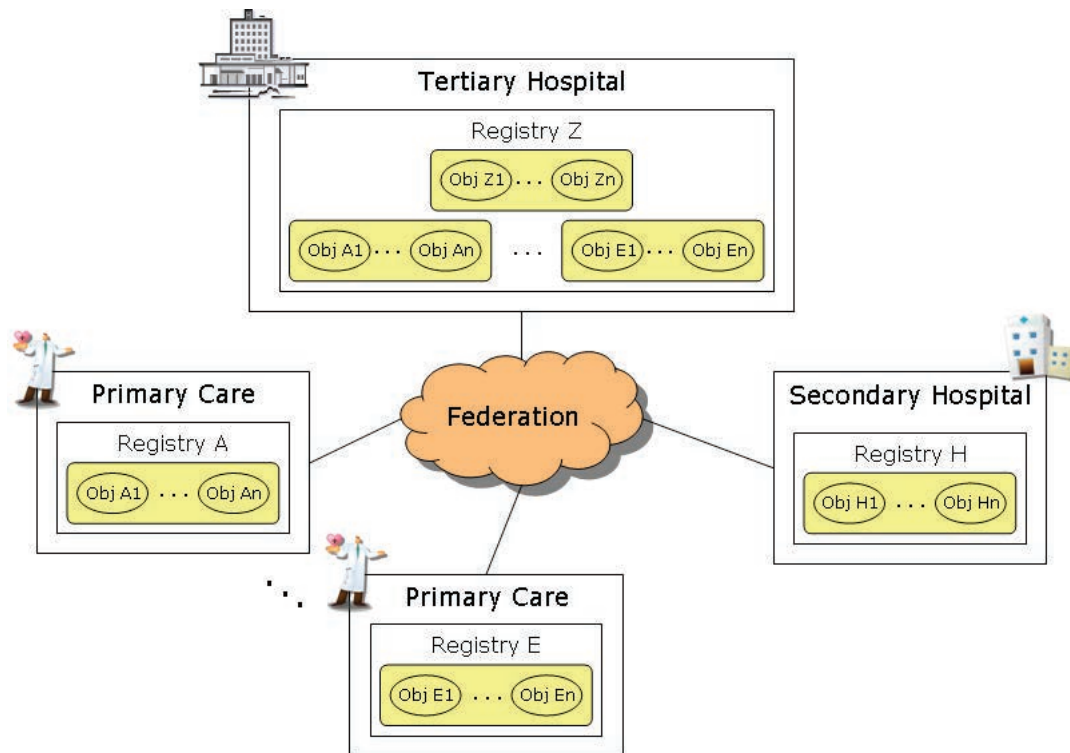 Tertiary Hospital
Registry Z
Obj Z1 ... Obj Zn
Obj A1 ... Obj An ... Obj E1 ... Obj En
Primary Care
Registry A
Obj A1 ... Obj An
Federation
Secondary Hospital
Registry H
Obj H1 ... Obj Hn
...
Primary Care
Registry E
Obj E1 ... Obj En